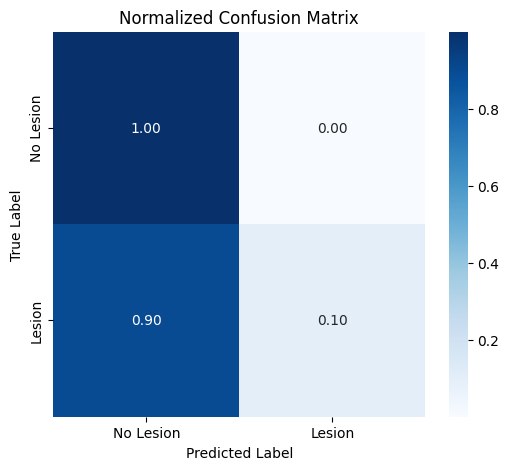 Normalized Confusion Matrix
True Label
No Lesion
1.00
0.00
Lesion
0.90
0.10
No Lesion
Lesion
Predicted Label
0.8
0.6
0.4
0.2